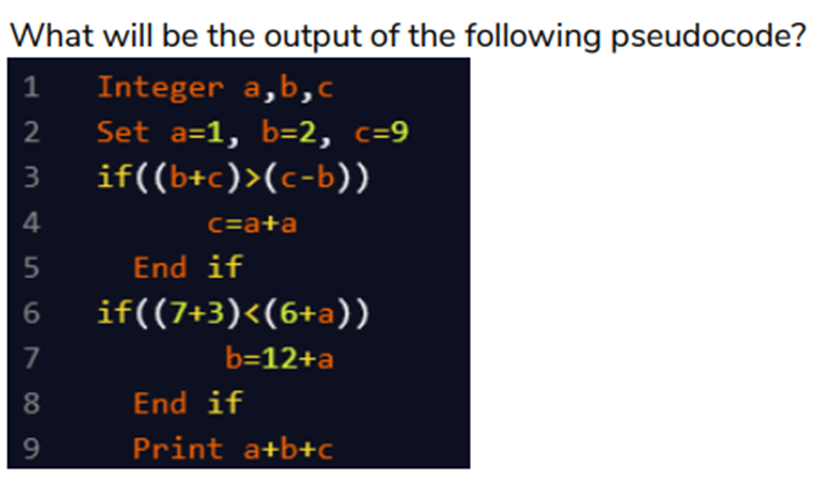 What will be the output of the following pseudocode?
1 Integer a,b,c
2 Set a=1, b=2, c=9
3 if((b+c)>(c-b))
4 c=a+a
5 End if
6 if((7+3)<(6+a))
7 b=12+a
8 End if
9 Print a+b+c